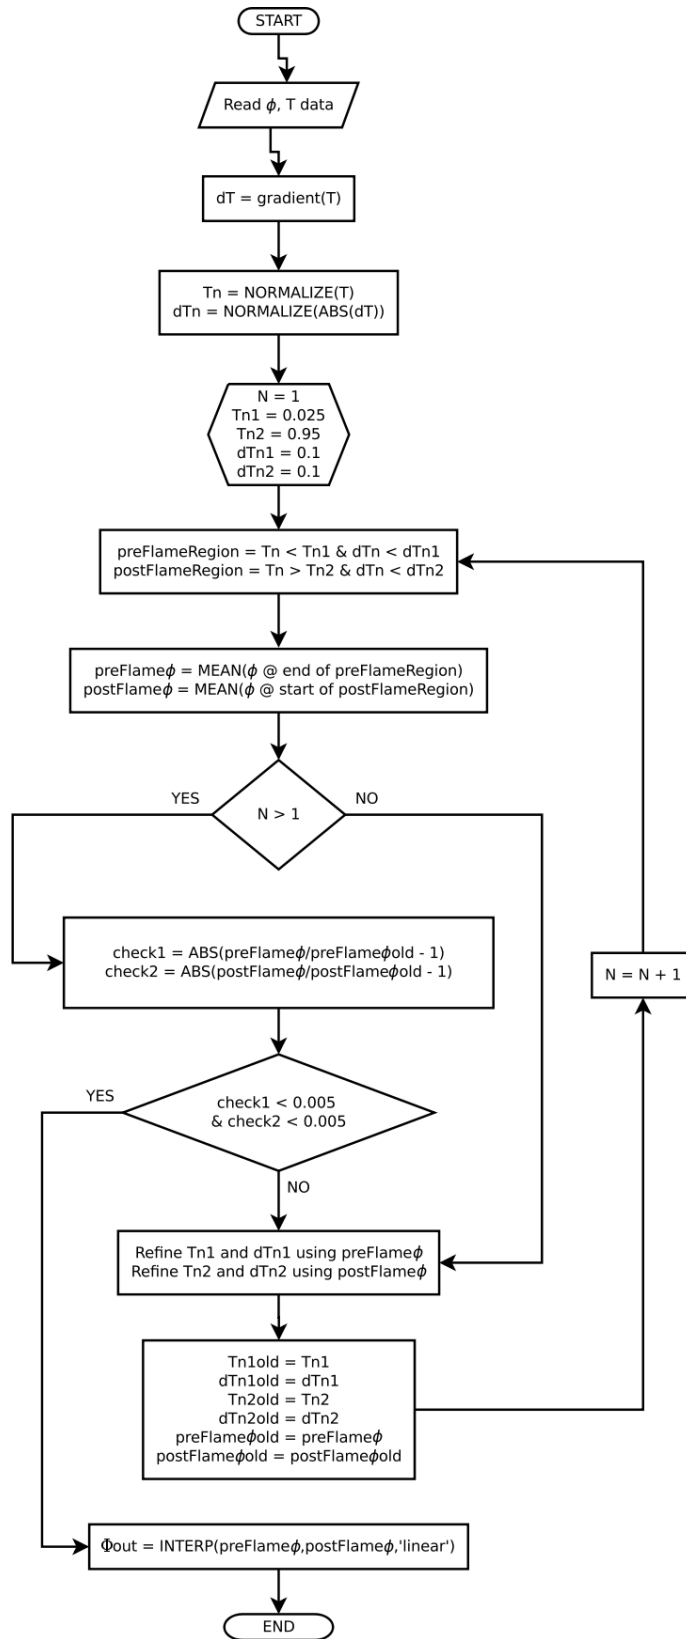 START
Read ϕ, T data
dT = gradient(T)
Tn = NORMALIZE(T)
dTn = NORMALIZE(ABS(dT))
N = 1
Tn1 = 0.025
Tn2 = 0.95
dTn1 = 0.1
dTn2 = 0.1
preFlameRegion = Tn < Tn1 & dTn < dTn1
postFlameRegion = Tn > Tn2 & dTn < dTn2
preFlameϕ = MEAN(ϕ @ end of preFlameRegion)
postFlameϕ = MEAN(ϕ @ start of postFlameRegion)
YES
N > 1
NO
check1 = ABS(preFlameϕ/preFlameϕold - 1)
check2 = ABS(postFlameϕ/postFlameϕold - 1)
N = N + 1
YES
check1 < 0.005
& check2 < 0.005
NO
Refine Tn1 and dTn1 using preFlameϕ
Refine Tn2 and dTn2 using postFlameϕ
Tn1old = Tn1
dTn1old = dTn1
Tn2old = Tn2
dTn2old = dTn2
preFlameϕold = preFlameϕ
postFlameϕold = postFlameϕold
Φout = INTERP(preFlameϕ,postFlameϕ,'linear')
END